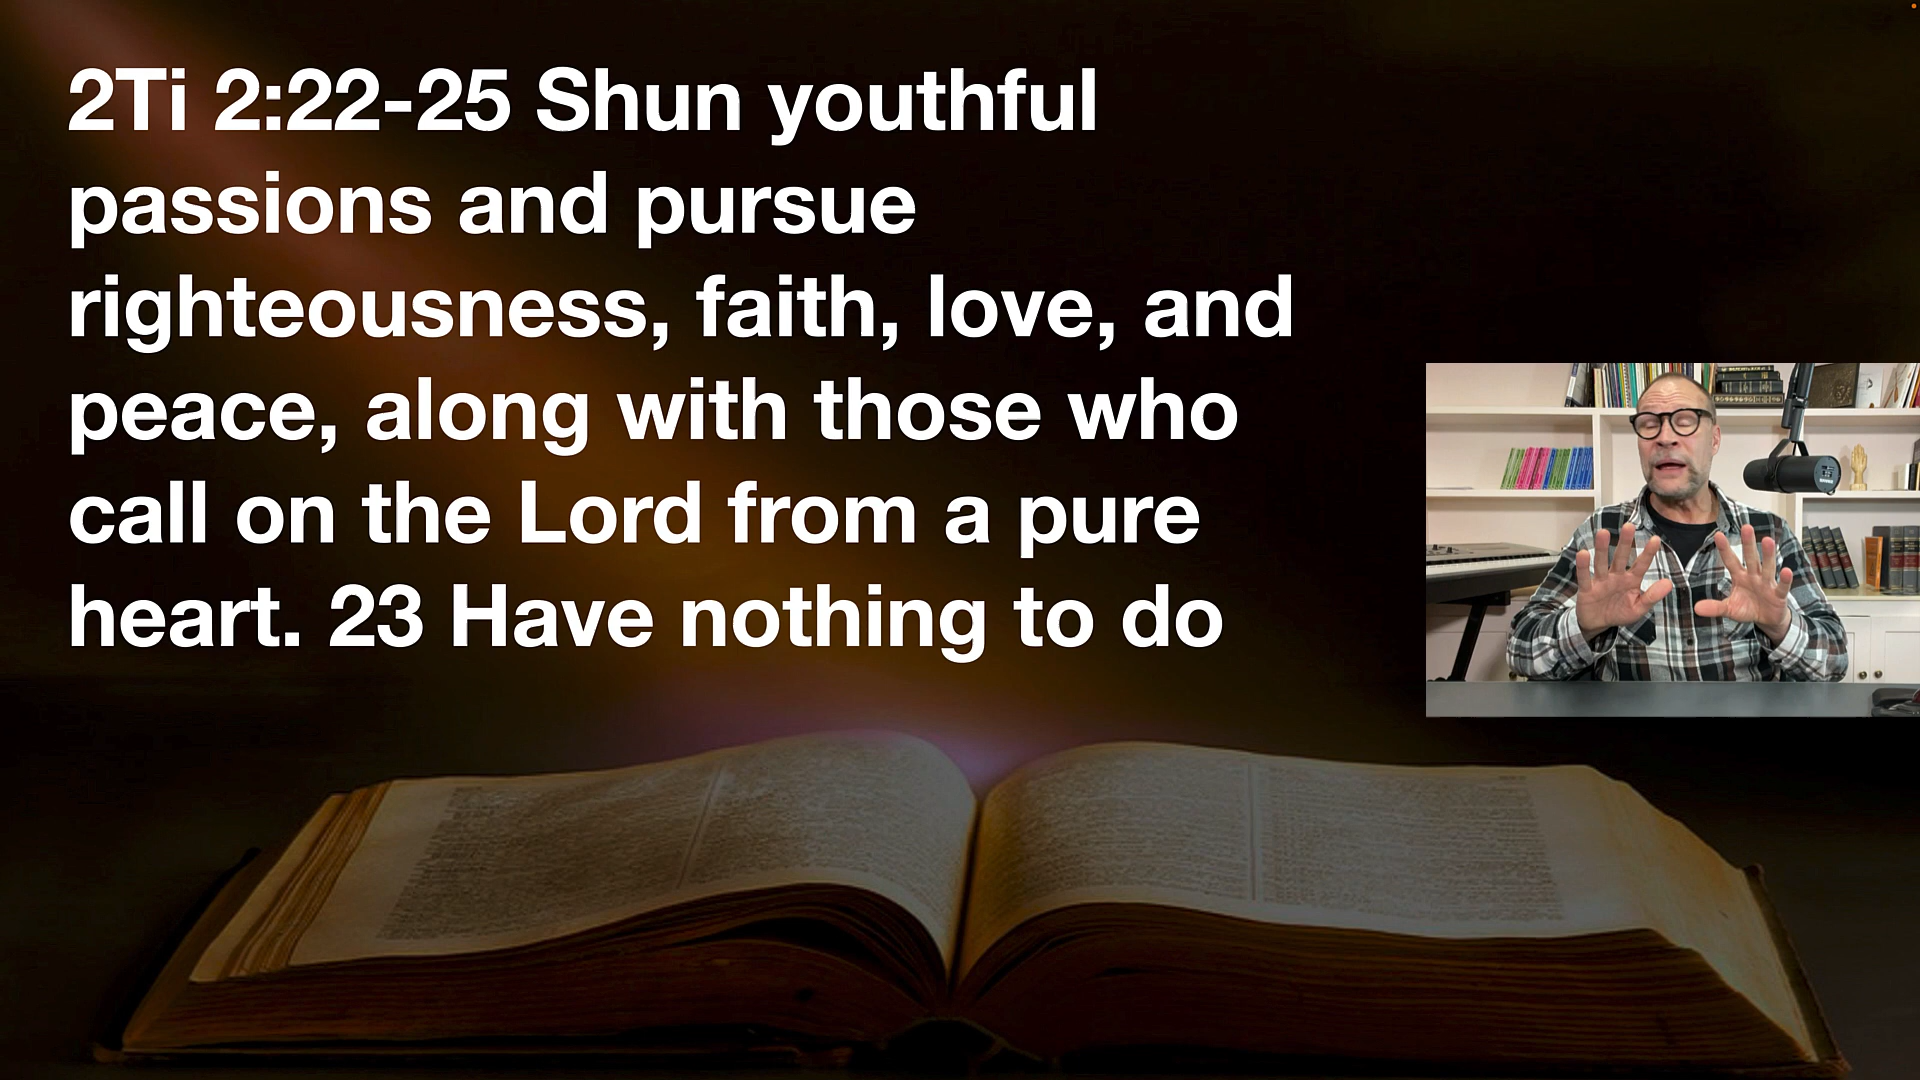 2Ti 2:22-25 Shun youthful
passions and pursue
righteousness, faith, love, and
peace, along with those who
call on the Lord from a pure
heart. 23 Have nothing to do